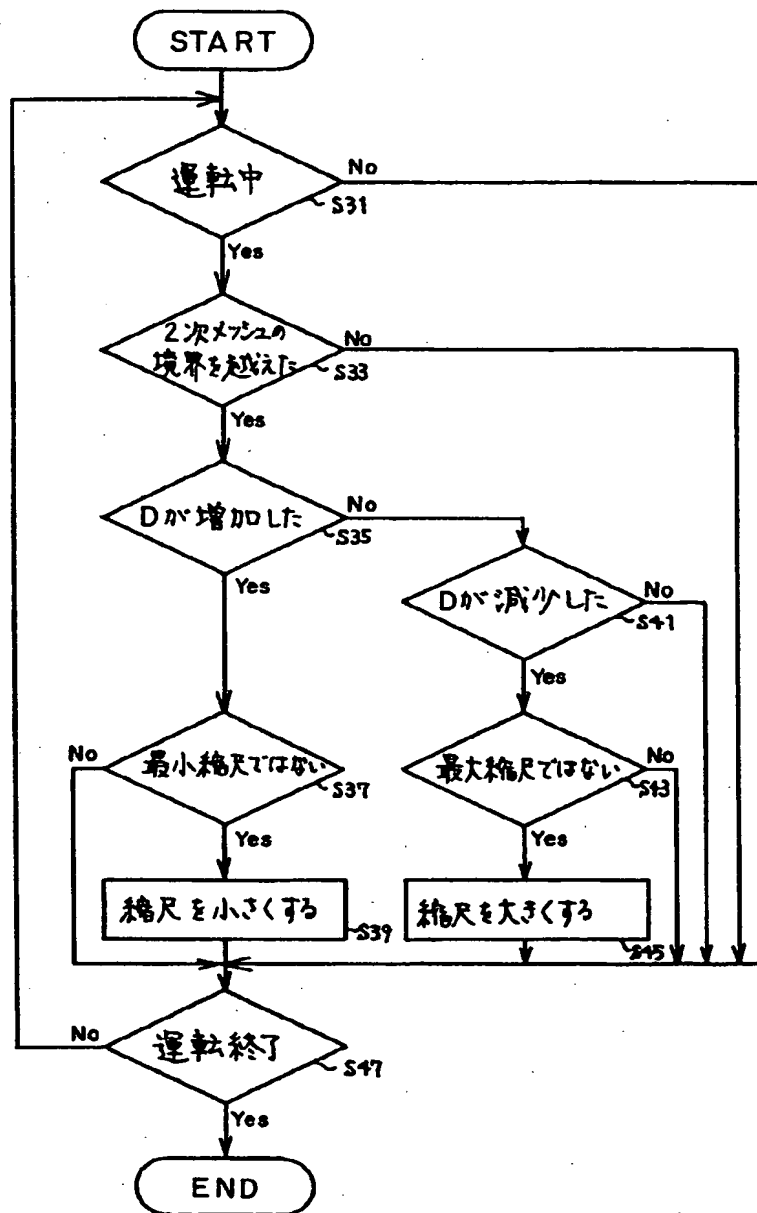 START
運転中
No
S31
Yes
2次メッシュの
境界を越えた
No
S33
Yes
Dが増加した
No
S35
Yes
Dが減少した
No
S41
Yes
No
最小縮尺ではない
S37
Yes
最大縮尺ではない
No
S43
Yes
縮尺を小さくする
S39
縮尺を大きくする
S45
No
運転終了
S47
Yes
END